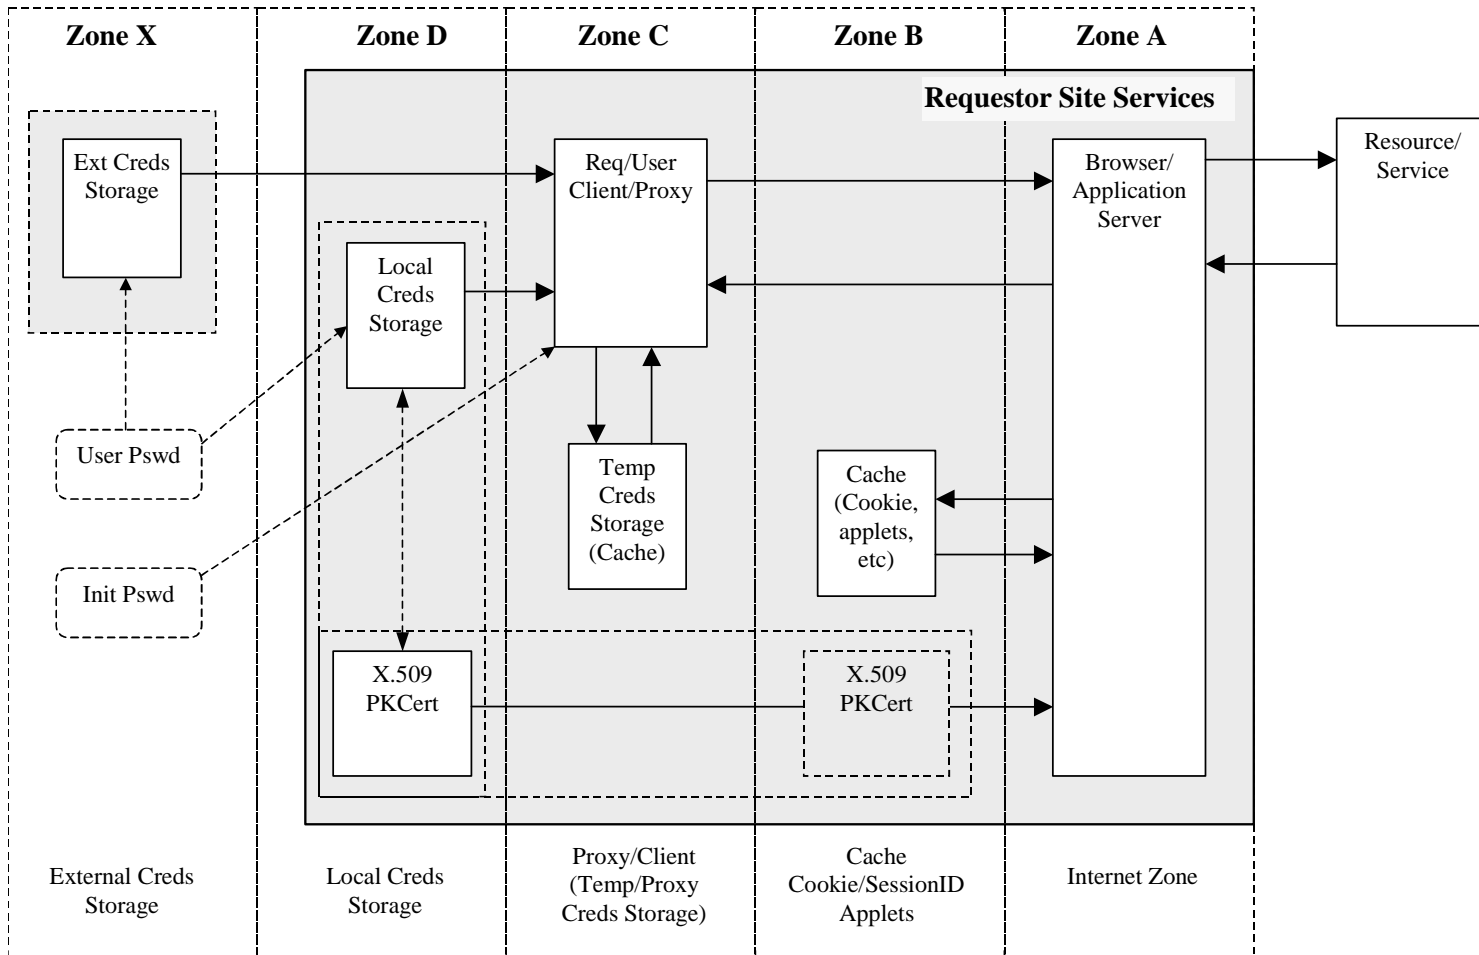 Zone X
Zone D
Zone C
Zone B
Zone A
Requestor Site Services
Ext Creds
Storage
Req/User
Client/Proxy
Browser/
Application
Server
Resource/
Service
Local
Creds
Storage
User Pswd
Temp
Creds
Storage
(Cache)
Cache
(Cookie,
applets,
etc)
Init Pswd
X.509
PKCert
X.509
PKCert
External Creds
Storage
Local Creds
Storage
Proxy/Client
(Temp/Proxy
Creds Storage)
Cache
Cookie/SessionID
Applets
Internet Zone